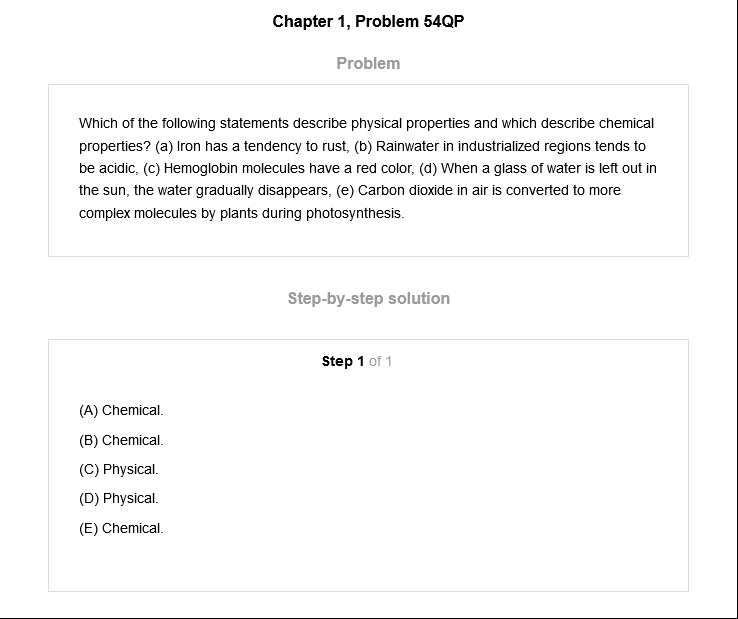 Chapter 1, Problem 54QP
Problem
Which of the following statements describe physical properties and which describe chemical
properties? (a) Iron has a tendency to rust, (b) Rainwater in industrialized regions tends to
be acidic, (c) Hemoglobin molecules have a red color, (d) When a glass of water is left out in
the sun, the water gradually disappears, (e) Carbon dioxide in air is converted to more
complex molecules by plants during photosynthesis.
Step-by-step solution
Step 1 of 1
(A) Chemical.
(B) Chemical.
(C) Physical.
(D) Physical.
(E) Chemical.